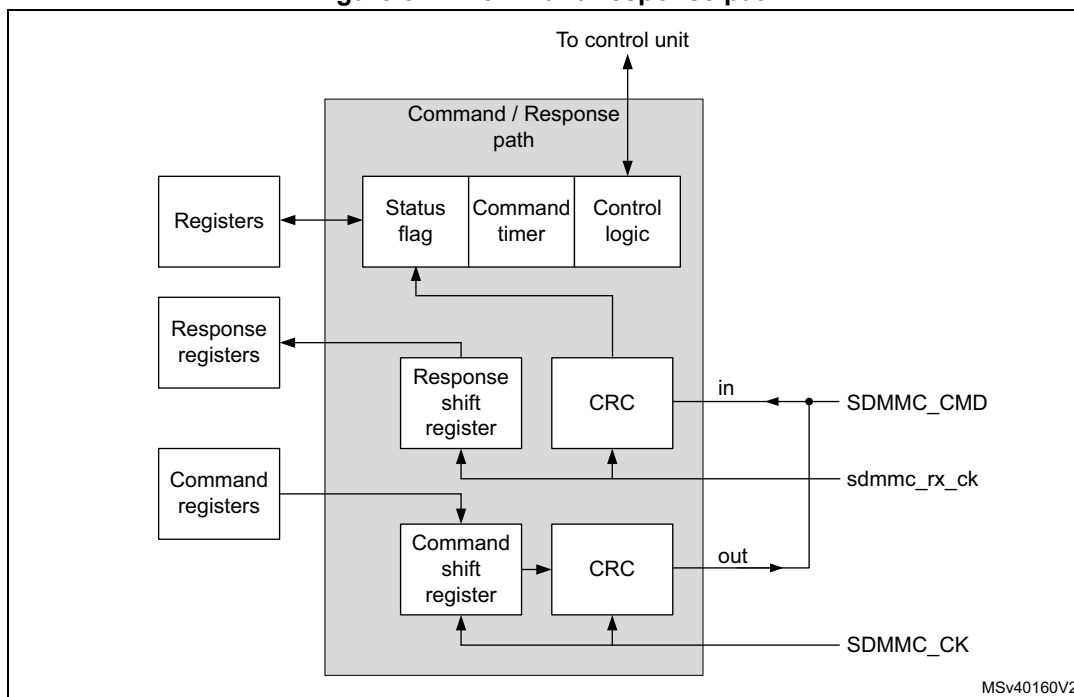 To control unit
Command / Response
path
Registers
Status
flag
Command
timer
Control
logic
Response
registers
Response
shift
register
CRC
in
SDMMC_CMD
sdmmc_rx_ck
Command
registers
Command
shift
register
CRC
out
SDMMC_CK
MSv40160V2